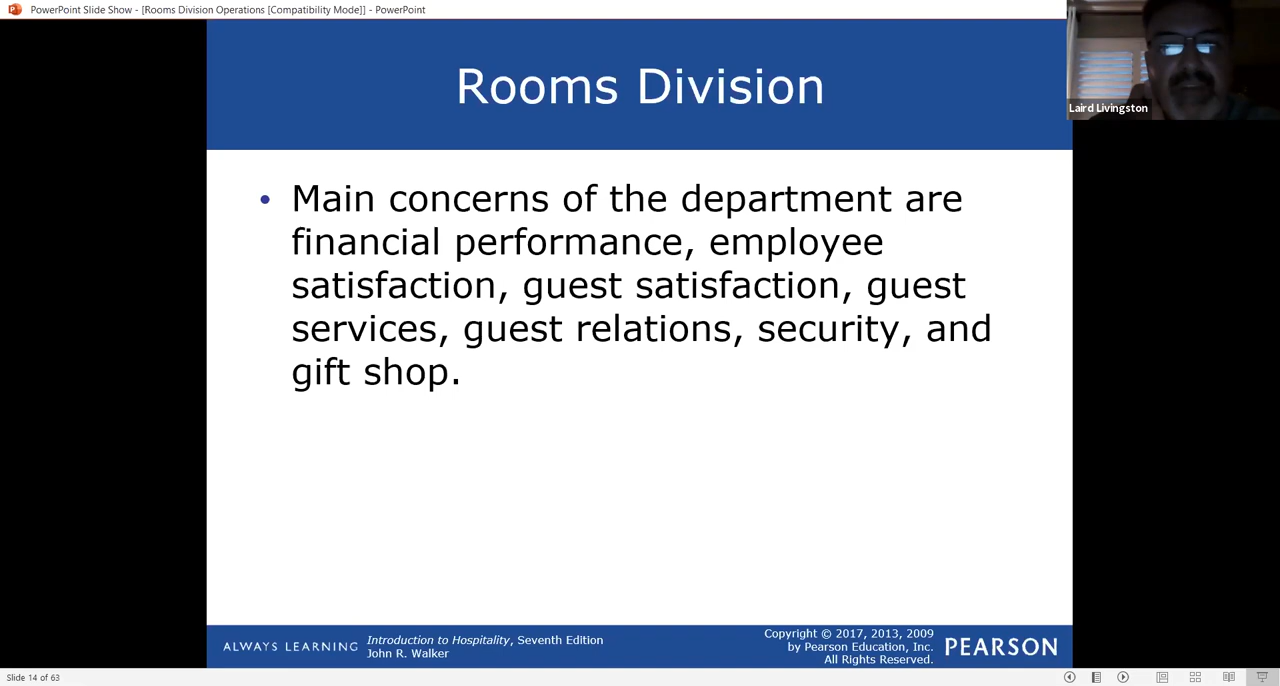 PowerPoint Slide Show - [Rooms Division Operations [Compatibility Mode]] - PowerPoint
Laird Livingston
Rooms Division
• Main concerns of the department are
financial performance, employee
satisfaction, guest satisfaction, guest
services, guest relations, security, and
gift shop.
ALWAYS LEARNING
Introduction to Hospitality, Seventh Edition
John R. Walker
Copyright © 2017, 2013, 2009
by Pearson Education, Inc.
All Rights Reserved.
PEARSON
Slide 14 of 63